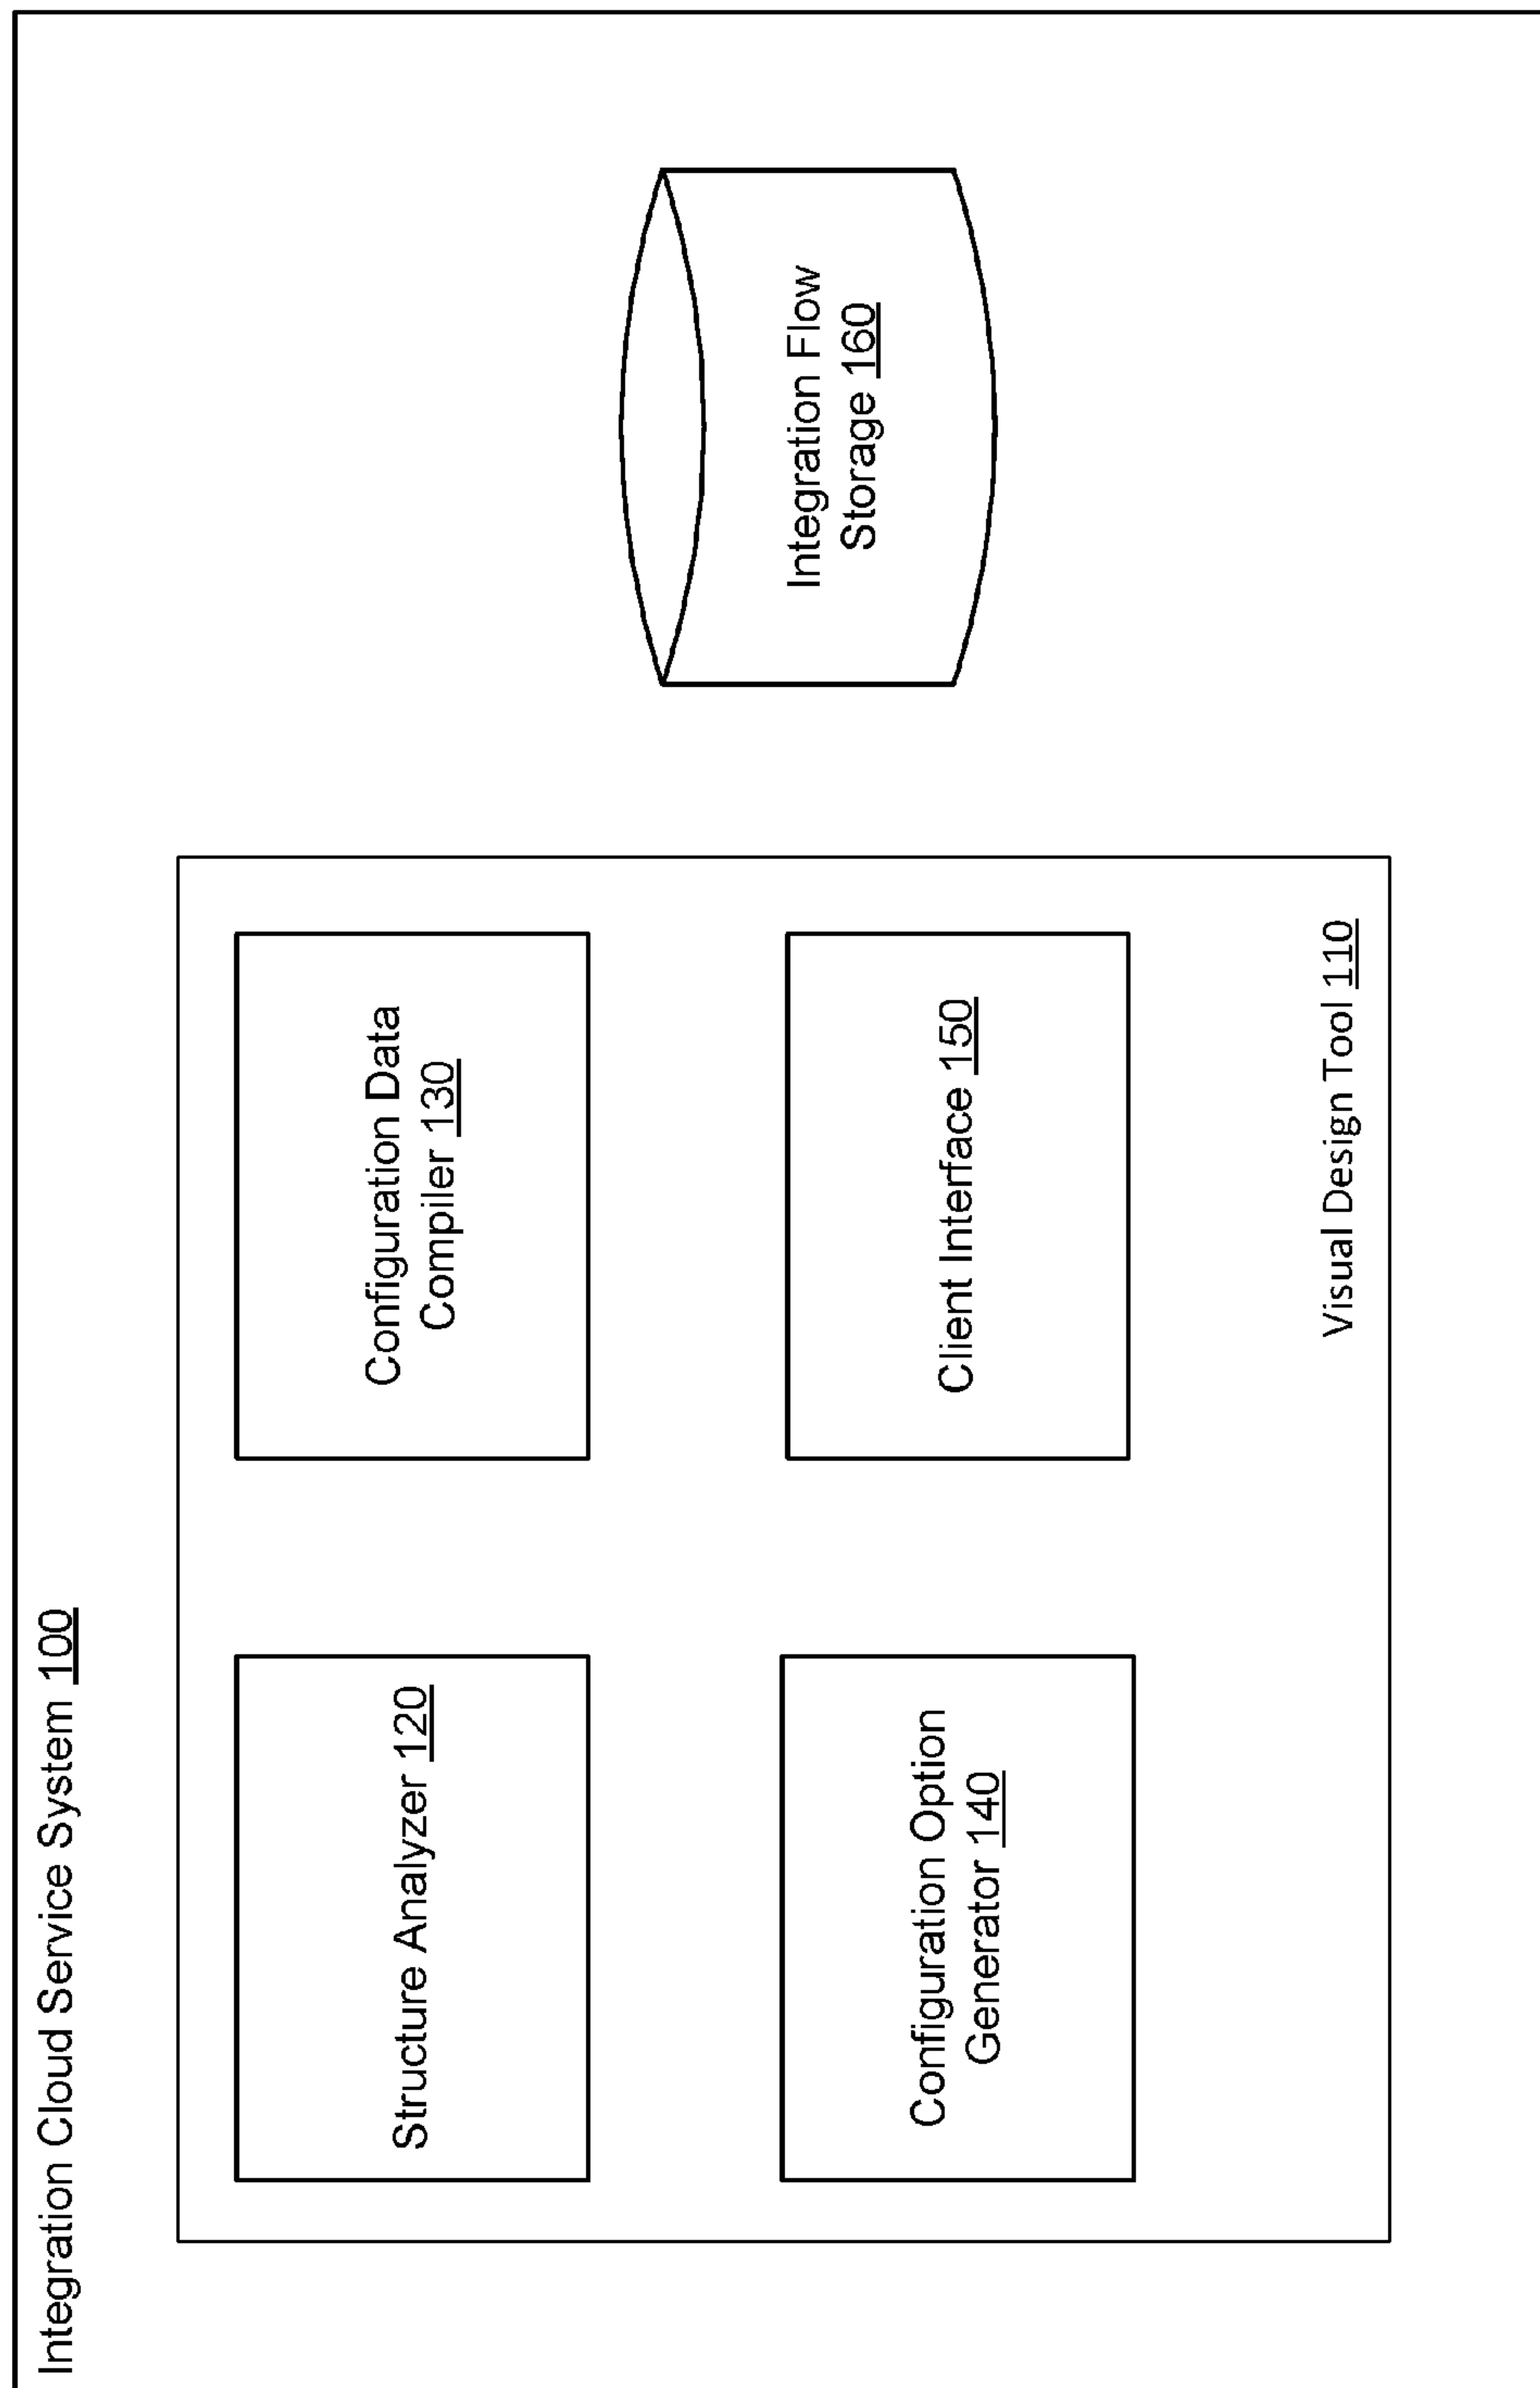 Integration Cloud Service System 100
Structure Analyzer 120
Configuration Data
Compiler 130
Configuration Option
Generator 140
Client Interface 150
Visual Design Tool 110
Integration Flow
Storage 160